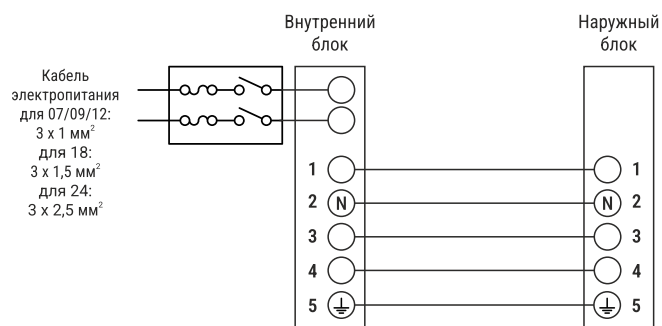 Внутренний
блок
Наружный
блок
Кабель
электропитания
для 07/09/12:
3 x 1 мм²
для 18:
3 x 1,5 мм²
для 24:
3 x 2,5 мм²
1 1
2 N N 2
3 3
4 4
5 5